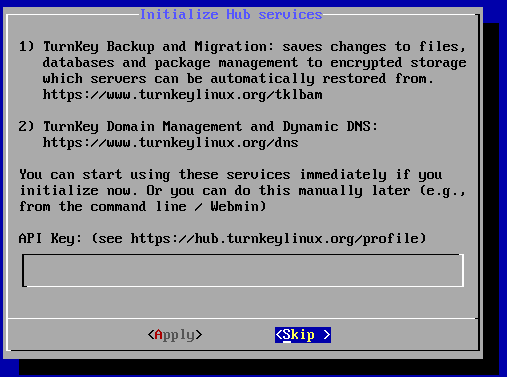 Initialize Hub services
1) TurnKey Backup and Migration: saves changes to files,
databases and package management to encrypted storage
which servers can be automatically restored from.
https://www.turnkeylinux.org/tklbam
2) TurnKey Domain Management and Dynamic DNS:
https://www.turnkeylinux.org/dns
You can start using these services immediately if you
initialize now. Or you can do this manually later (e.g.,
from the command line / Webmin)
API Key: (see https://hub.turnkeylinux.org/profile)
<Apply> <Skip >